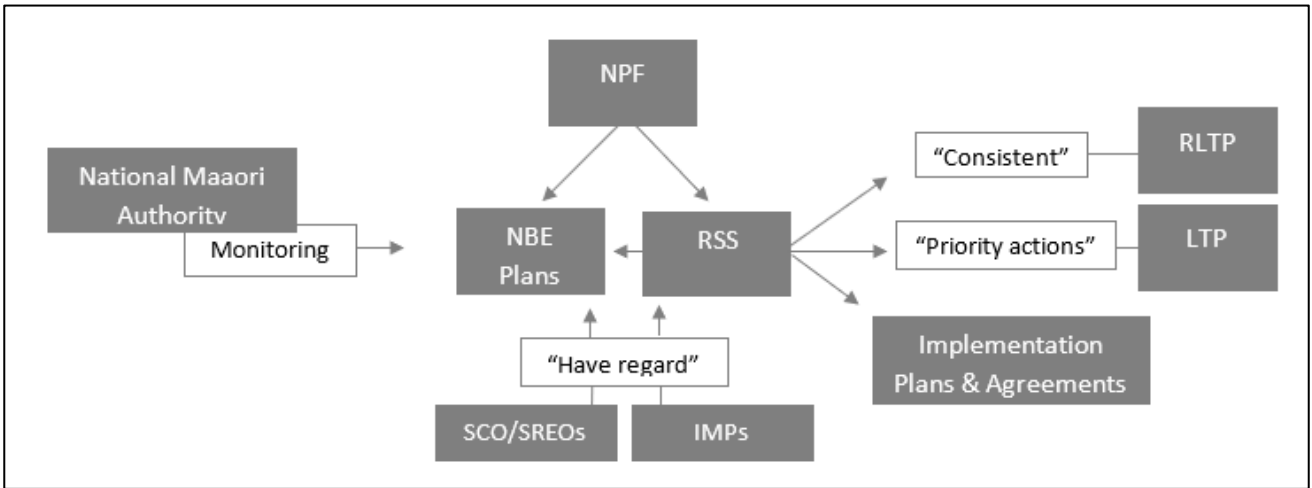 NPF
“Consistent”
RLTP
National Maaori
Authority
Monitoring
NBE
Plans
RSS
“Priority actions”
LTP
“Have regard”
Implementation
Plans & Agreements
SCO/SREOs
IMPs